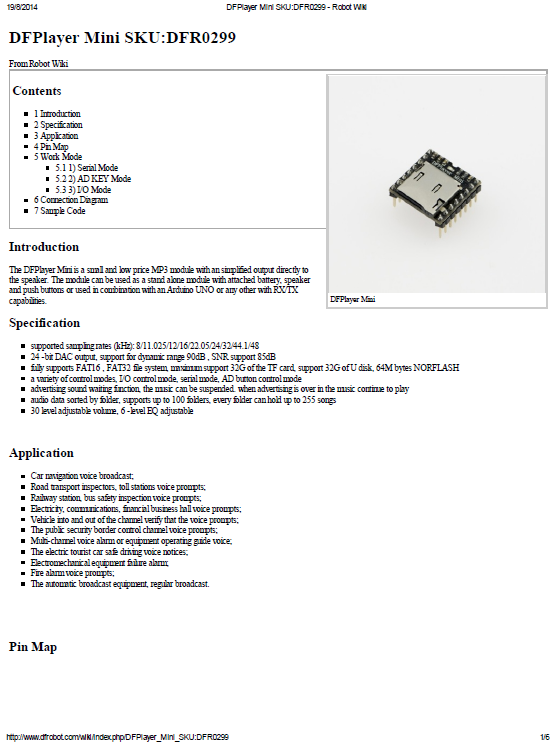 19/8/2014 DFPlayer Mini SKU:DFR0299 - Robot Wiki
DFPlayer Mini SKU:DFR0299
From Robot Wiki
Contents
1 Introduction
2 Specification
3 Application
4 Pin Map
5 Work Mode
5.1 1) Serial Mode
5.2 2) AD KEY Mode
5.3 3) I/O Mode
6 Connection Diagram
7 Sample Code
DFPlayer Mini
Introduction
The DFPlayer Mini is a small and low price MP3 module with an simplified output directly to
the speaker. The module can be used as a stand alone module with attached battery, speaker
and push buttons or used in combination with an Arduino UNO or any other with RX/TX
capabilities.
Specification
supported sampling rates (kHz): 8/11.025/12/16/22.05/24/32/44.1/48
24 -bit DAC output, support for dynamic range 90dB , SNR support 85dB
fully supports FAT16 , FAT32 file system, maximum support 32G of the TF card, support 32G of U disk, 64M bytes NORFLASH
a variety of control modes, I/O control mode, serial mode, AD button control mode
advertising sound waiting function, the music can be suspended. when advertising is over in the music continue to play
audio data sorted by folder, supports up to 100 folders, every folder can hold up to 255 songs
30 level adjustable volume, 6 -level EQ adjustable
Application
Car navigation voice broadcast;
Road transport inspectors, toll stations voice prompts;
Railway station, bus safety inspection voice prompts;
Electricity, communications, financial business hall voice prompts;
Vehicle into and out of the channel verify that the voice prompts;
The public security border control channel voice prompts;
Multi-channel voice alarm or equipment operating guide voice;
The electric tourist car safe driving voice notices;
Electromechanical equipment failure alarm;
Fire alarm voice prompts;
The automatic broadcast equipment, regular broadcast.
Pin Map
http://www.dfrobot.com/wiki/index.php/DFPlayer_Mini_SKU:DFR0299 1/6